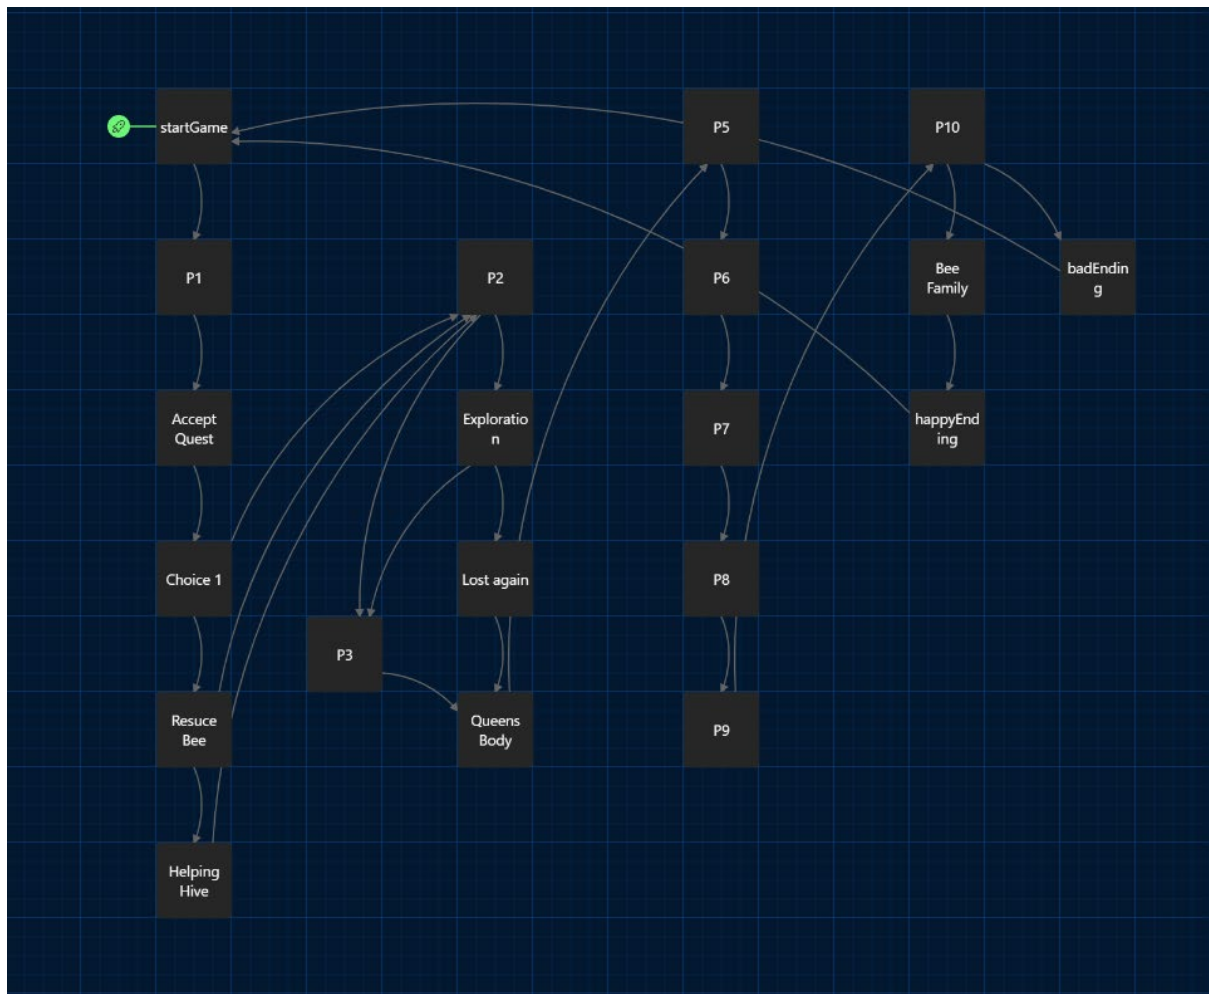 startGame
P5
P10
P1
P2
P6
Bee
Family
badEndin
g
Accept
Quest
Exploratio
n
P7
happyEnd
ing
Choice 1
Lost again
P8
P3
Resuce
Bee
Queens
Body
P9
Helping
Hive